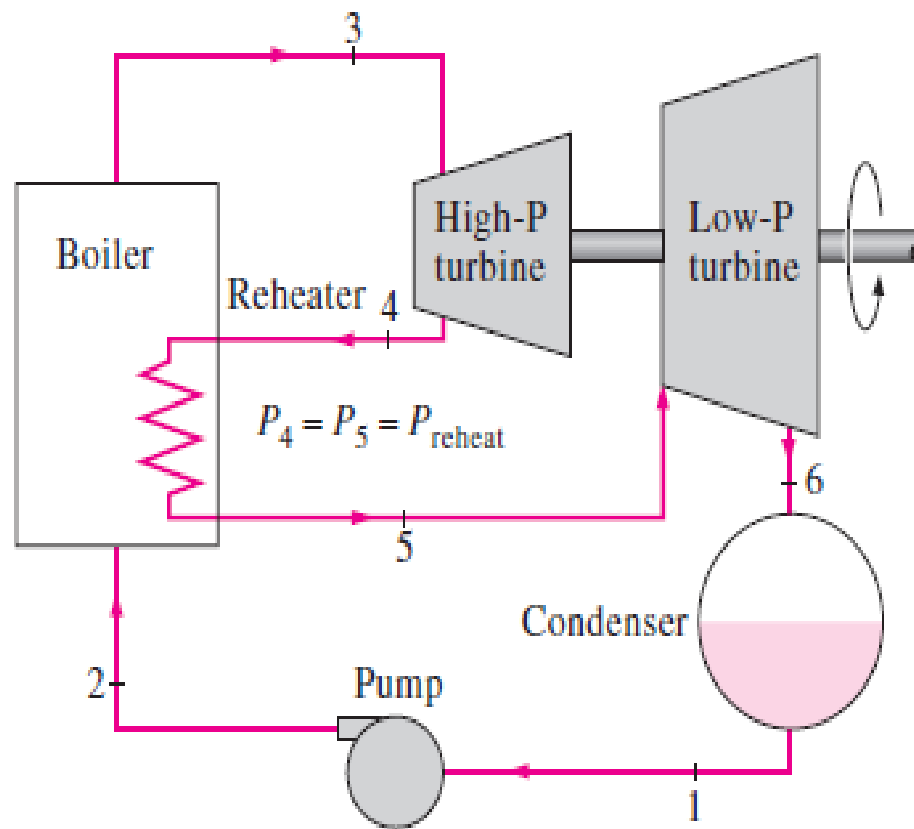 3
High-P
turbine
Low-P
turbine
Boiler
Reheater
4
P4 = P5 = Preheat
5
6
Condenser
2
Pump
1